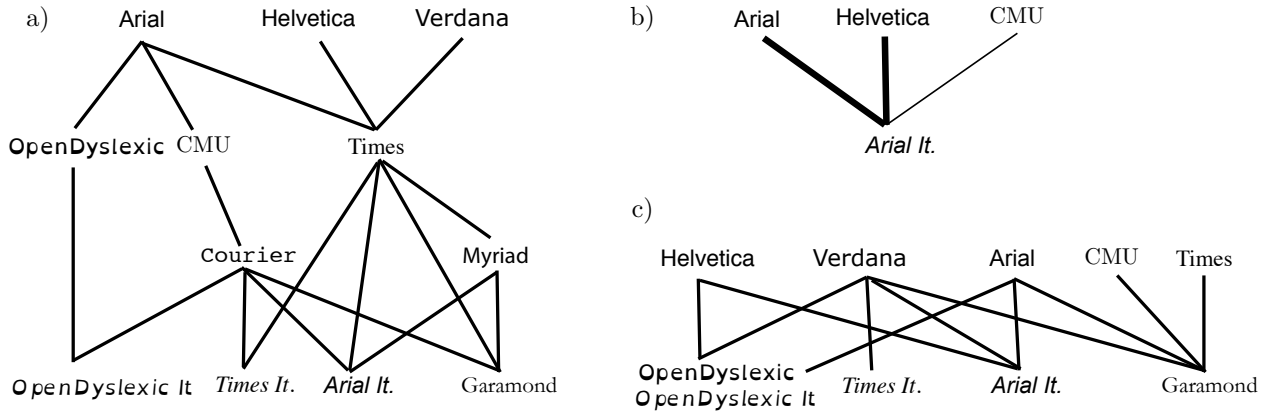 a)
Arial Helvetica Verdana
OpenDyslexic CMU Times
Courier Myriad
OpenDyslexic It Times It. Arial It. Garamond
b)
Arial Helvetica CMU
Arial It.
c)
Helvetica Verdana Arial CMU Times
OpenDyslexic
OpenDyslexic It Times It. Arial It. Garamond